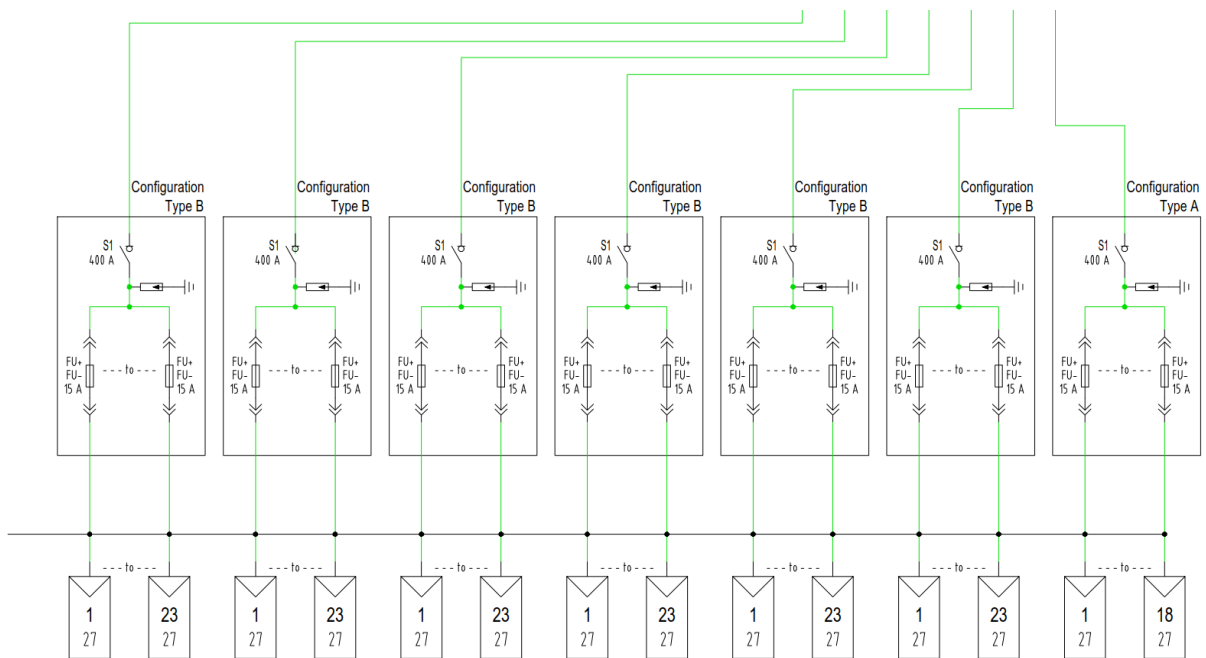 Configuration Type B
Configuration Type B
Configuration Type B
Configuration Type B
Configuration Type B
Configuration Type B
Configuration Type A
S1 400 A
S1 400 A
S1 400 A
S1 400 A
S1 400 A
S1 400 A
S1 400 A
FU+ FU- 15 A to FU+ FU- 15 A
FU+ FU- 15 A to FU+ FU- 15 A
FU+ FU- 15 A to FU+ FU- 15 A
FU+ FU- 15 A to FU+ FU- 15 A
FU+ FU- 15 A to FU+ FU- 15 A
FU+ FU- 15 A to FU+ FU- 15 A
FU+ FU- 15 A to FU+ FU- 15 A
to to to to to to to
1 23 1 23 1 23 1 23 1 23 1 23 1 18
27 27 27 27 27 27 27 27 27 27 27 27 27 27